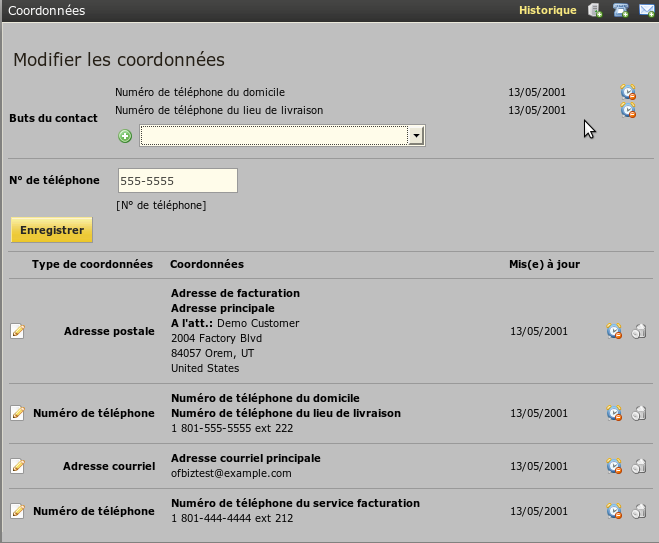 Coordonnées
Historique
Modifier les coordonnées
Buts du contact
Numéro de téléphone du domicile 13/05/2001
Numéro de téléphone du lieu de livraison 13/05/2001
N° de téléphone 555-5555
[N° de téléphone]
Enregistrer
Type de coordonnées Coordonnées Mis(e) à jour
Adresse de facturation
Adresse principale
A l'att.: Demo Customer
Adresse postale 2004 Factory Blvd 13/05/2001
84057 Orem, UT
United States
Numéro de téléphone du domicile
Numéro de téléphone Numéro de téléphone du lieu de livraison 13/05/2001
1 801-555-5555 ext 222
Adresse courriel Adresse courriel principale 13/05/2001
ofbiztest@example.com
Numéro de téléphone Numéro de téléphone du service facturation 13/05/2001
1 801-444-4444 ext 212